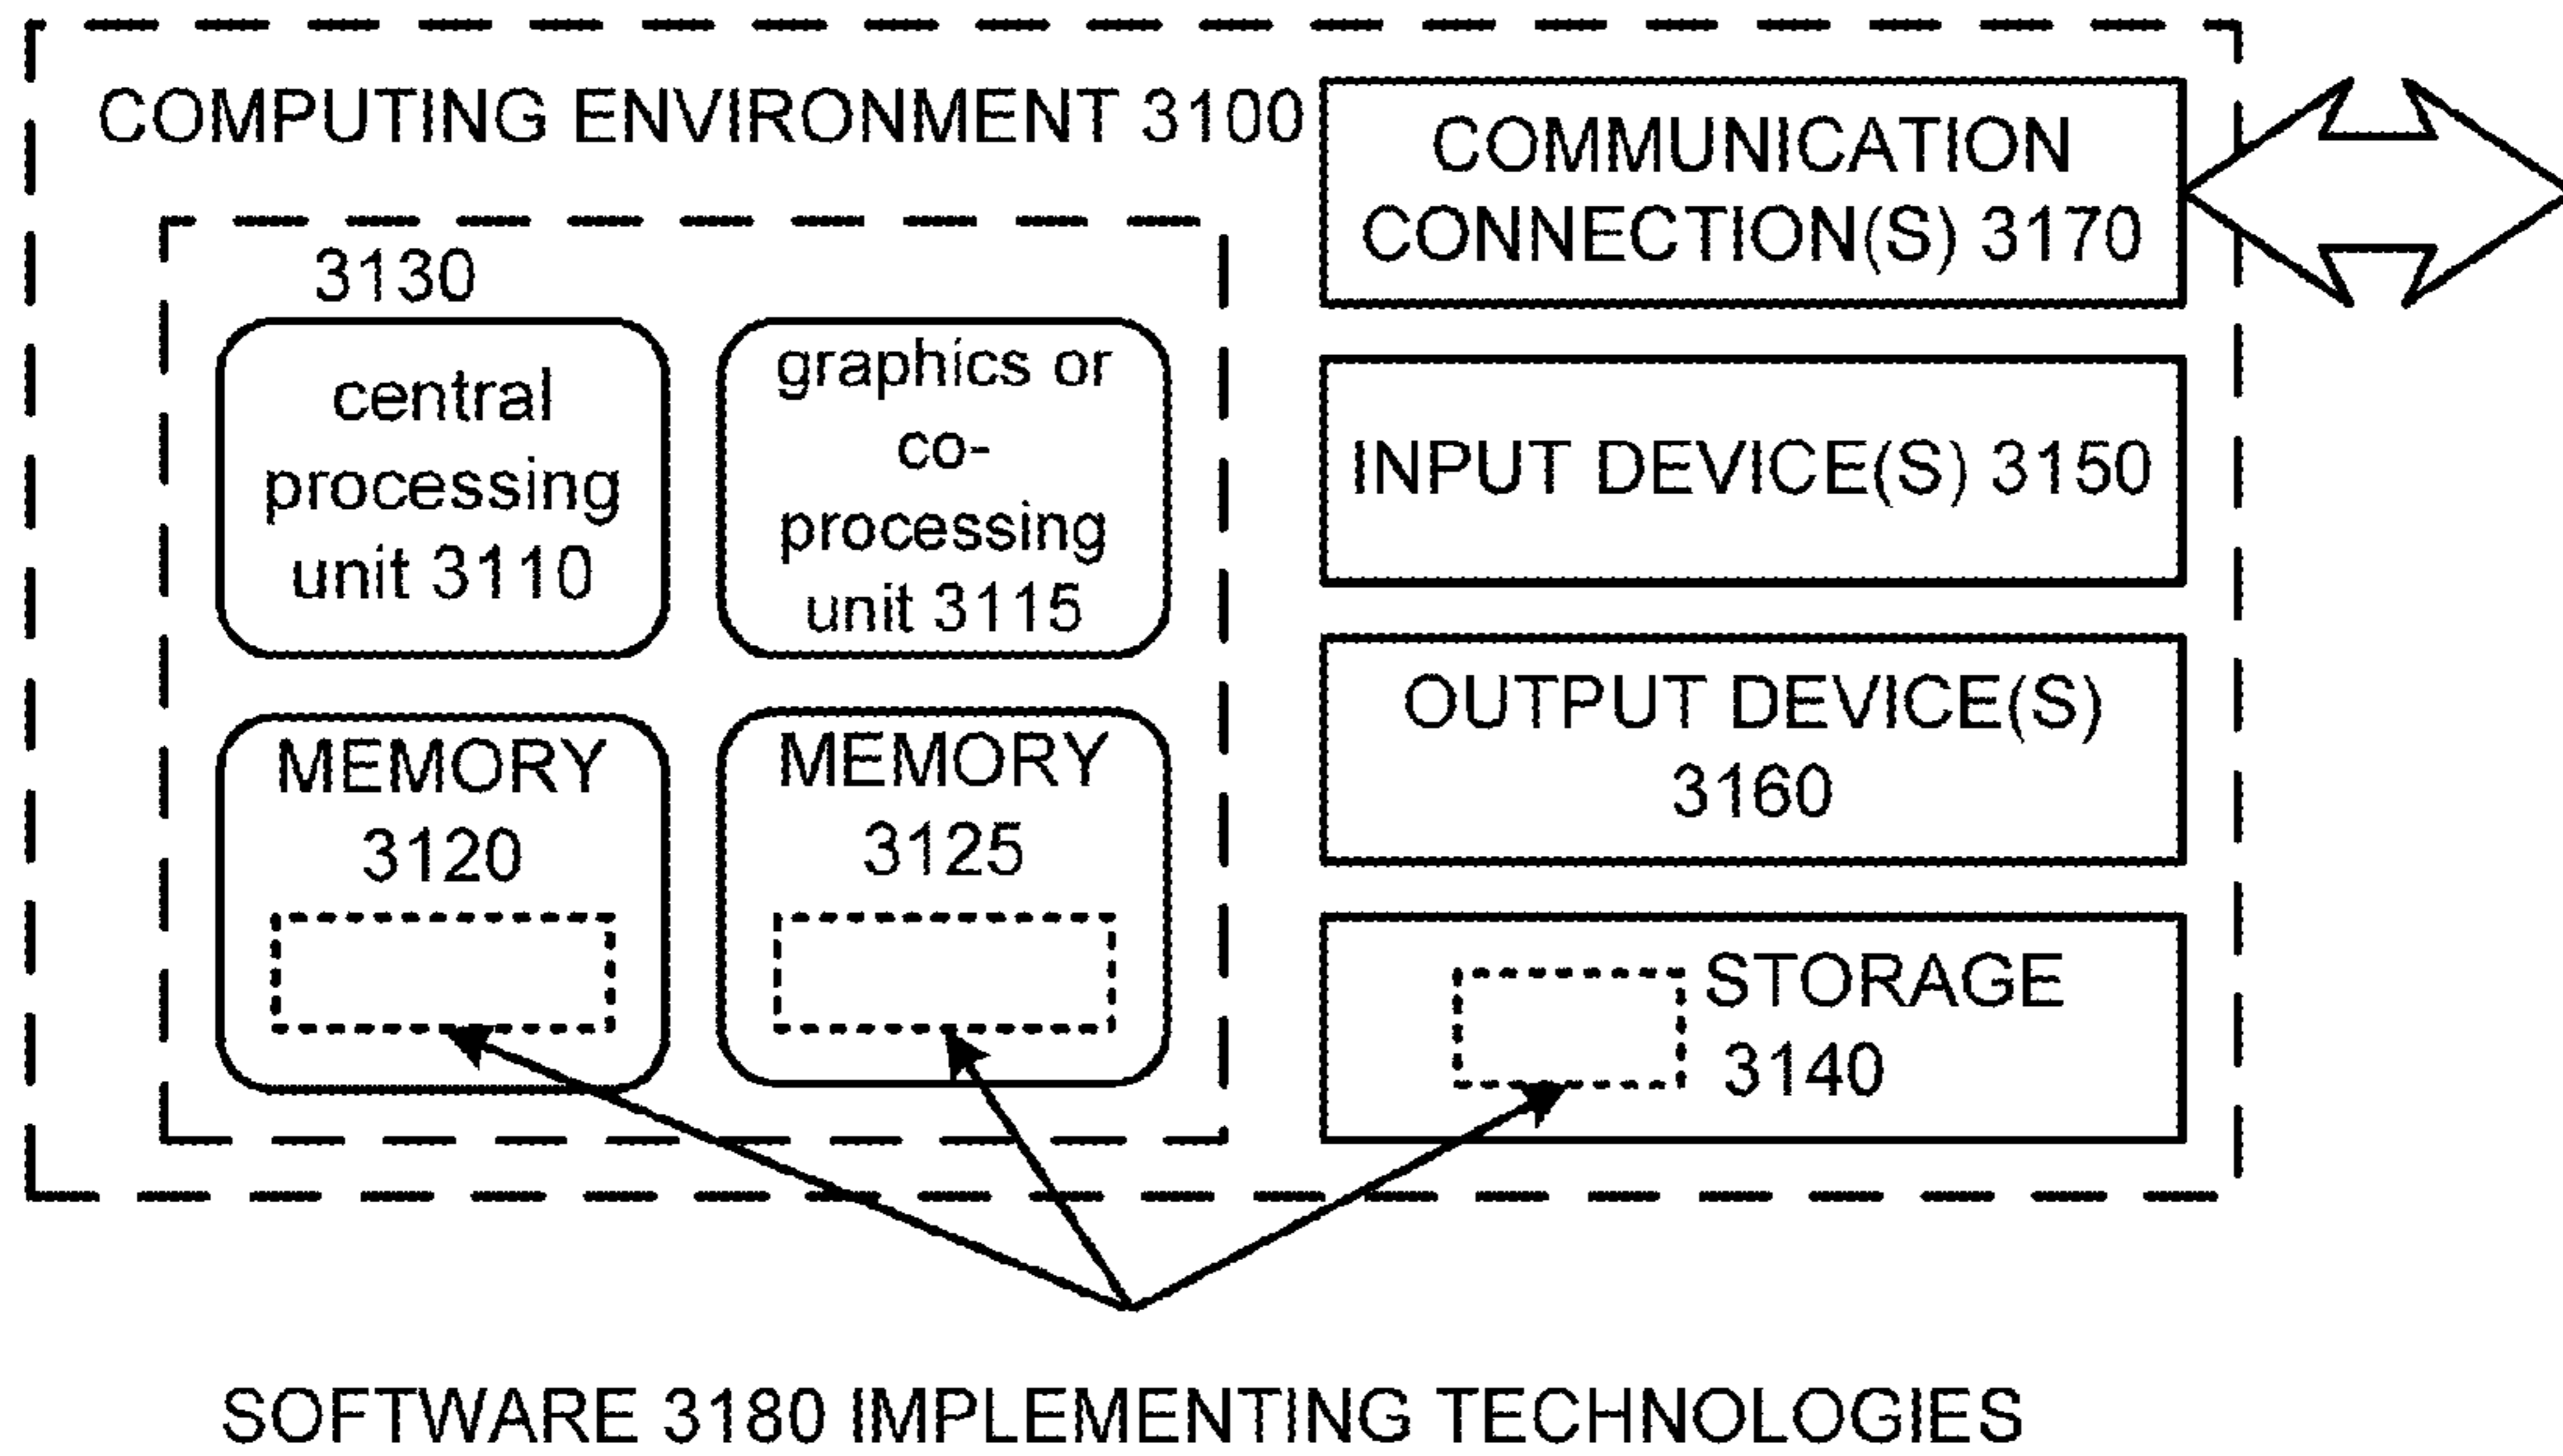 COMPUTING ENVIRONMENT 3100
3130
central
processing
unit 3110
graphics or
co-
processing
unit 3115
MEMORY
3120
MEMORY
3125
COMMUNICATION
CONNECTION(S) 3170
INPUT DEVICE(S) 3150
OUTPUT DEVICE(S)
3160
STORAGE
3140
SOFTWARE 3180 IMPLEMENTING TECHNOLOGIES